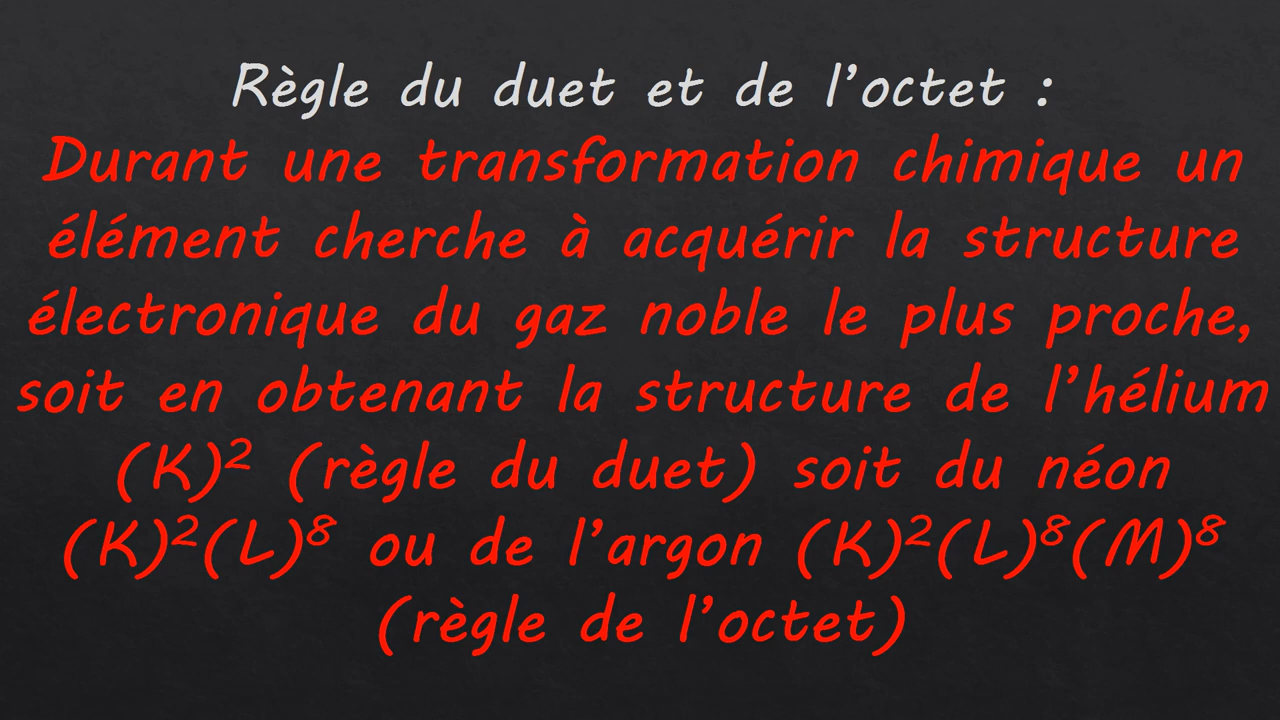 Règle du duet et de l’octet :
Durant une transformation chimique un
élément cherche à acquérir la structure
électronique du gaz noble le plus proche,
soit en obtenant la structure de l’hélium
(K)² (règle du duet) soit du néon
(K)²(L)⁸ ou de l’argon (K)²(L)⁸(M)⁸
(règle de l’octet)